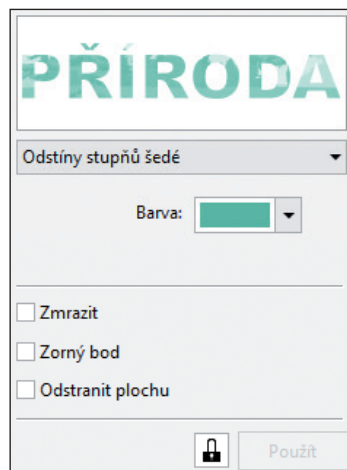 PŘÍRODA
Odstíny stupňů šedé
Barva:
Zmrazit
Zorný bod
Odstranit plochu
Použít